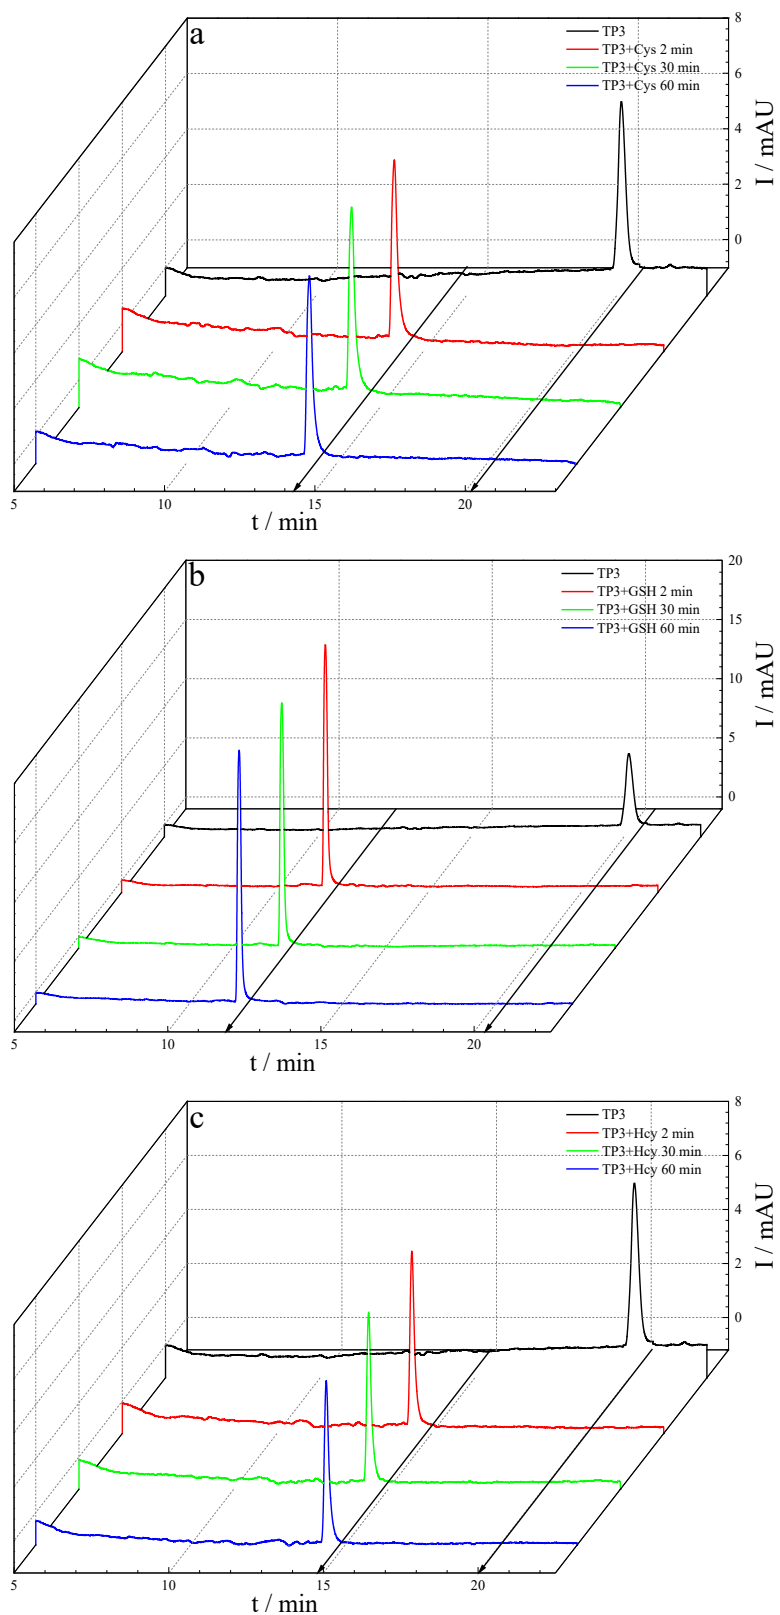 a
TP3
TP3+Cys 2 min
TP3+Cys 30 min
TP3+Cys 60 min
8
6
4
2
0
I / mAU
5 10 15 20
t / min
b
TP3
TP3+GSH 2 min
TP3+GSH 30 min
TP3+GSH 60 min
20
15
10
5
0
I / mAU
5 10 15 20
t / min
c
TP3
TP3+Hcy 2 min
TP3+Hcy 30 min
TP3+Hcy 60 min
8
6
4
2
0
I / mAU
5 10 15 20
t / min